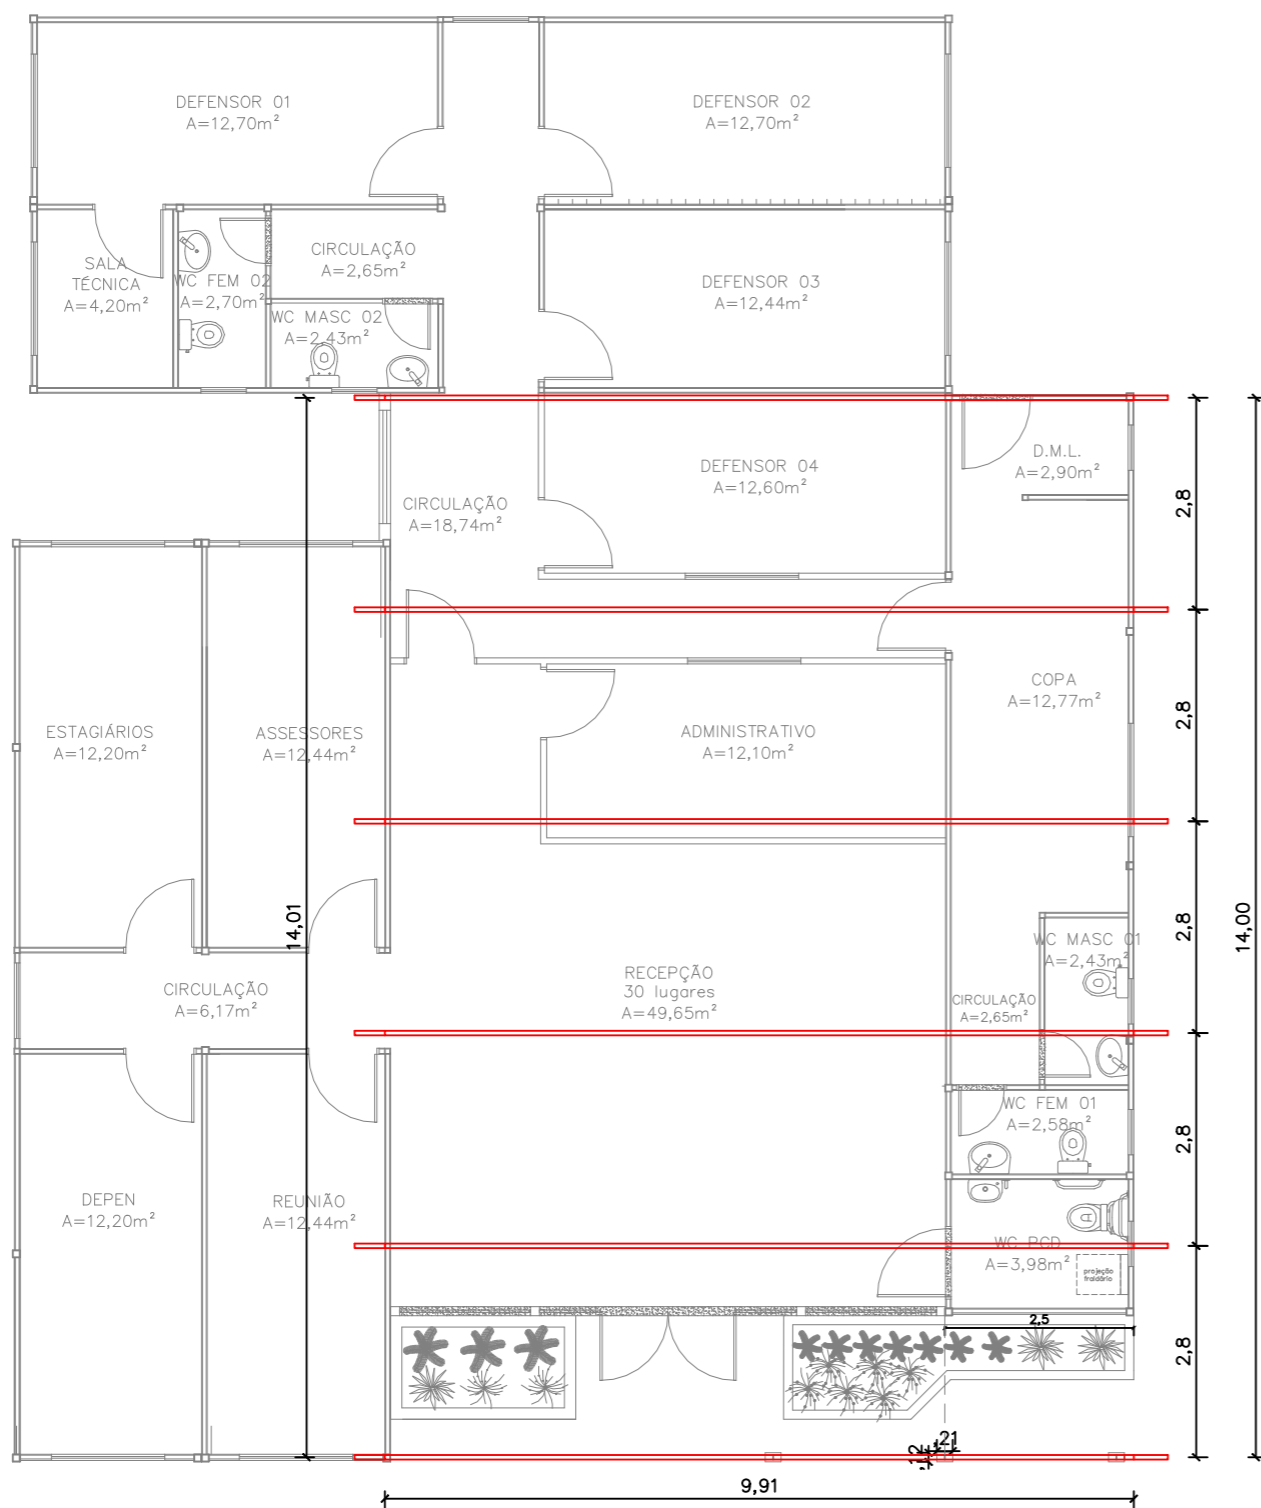 DEFENSOR 01
A=12,70m²
DEFENSOR 02
A=12,70m²
SALA
TÉCNICA
A=4,20m²
WC FEM 02
A=2,70m²
CIRCULAÇÃO
A=2,65m²
WC MASC 02
A=2,43m²
DEFENSOR 03
A=12,44m²
DEFENSOR 04
A=12,60m²
D.M.L.
A=2,90m²
CIRCULAÇÃO
A=18,74m²
2,8
ESTAGIÁRIOS
A=12,20m²
ASSESSORES
A=12,44m²
ADMINISTRATIVO
A=12,10m²
COPA
A=12,77m²
2,8
14,01
14,00
2,8
CIRCULAÇÃO
A=6,17m²
RECEPÇÃO
30 lugares
A=49,65m²
WC MASC 01
A=2,43m²
CIRCULAÇÃO
A=2,65m²
WC FEM 01
A=2,58m²
2,8
DEPEN
A=12,20m²
REUNIÃO
A=12,44m²
WC PCD
A=3,98m²
projeção
fraldário
2,5
2,8
,21
,12
9,91